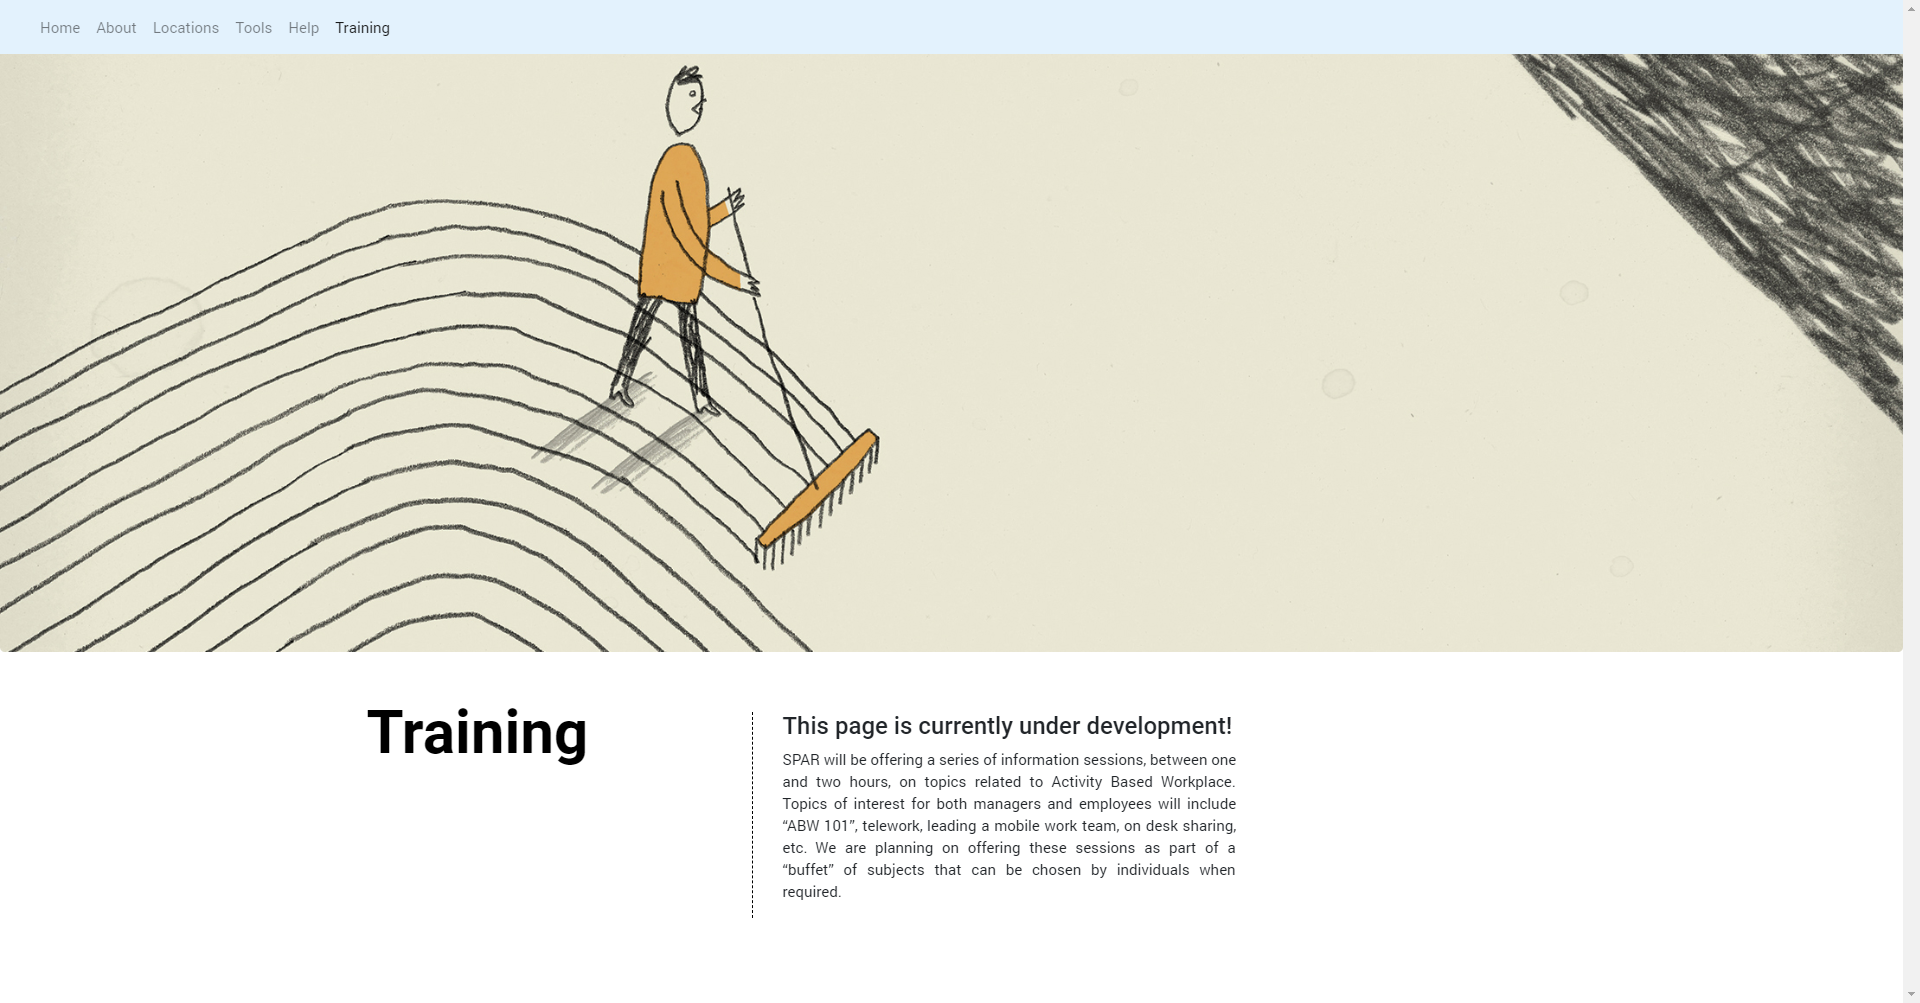 Home About Locations Tools Help Training
Training
This page is currently under development!
SPAR will be offering a series of information sessions, between one
and two hours, on topics related to Activity Based Workplace.
Topics of interest for both managers and employees will include
“ABW 101”, telework, leading a mobile work team, on desk sharing,
etc. We are planning on offering these sessions as part of a
“buffet” of subjects that can be chosen by individuals when
required.